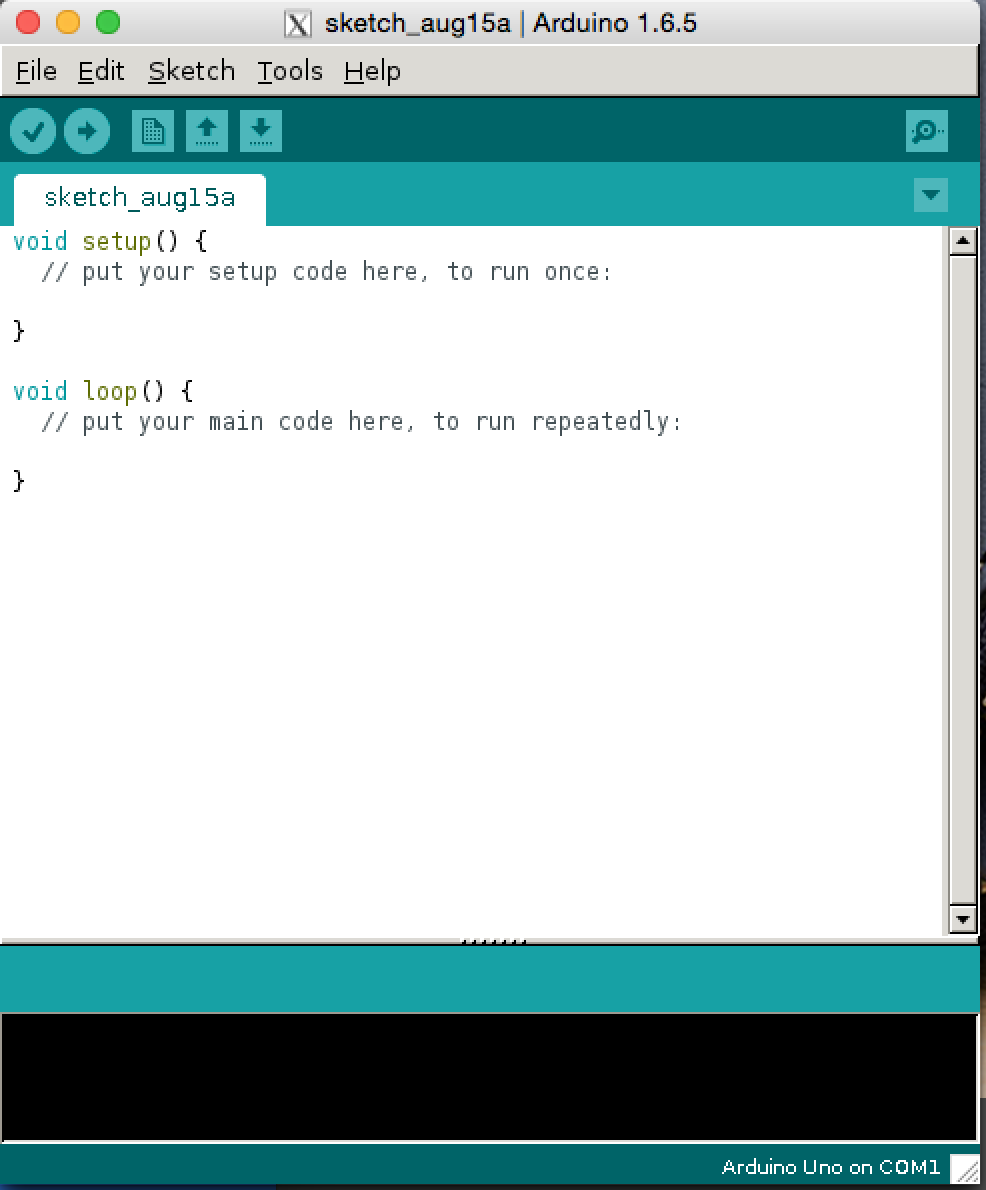 sketch_aug15a | Arduino 1.6.5
File Edit Sketch Tools Help
sketch_aug15a
void setup() {
  // put your setup code here, to run once:
}
void loop() {
  // put your main code here, to run repeatedly:
}
Arduino Uno on COM1